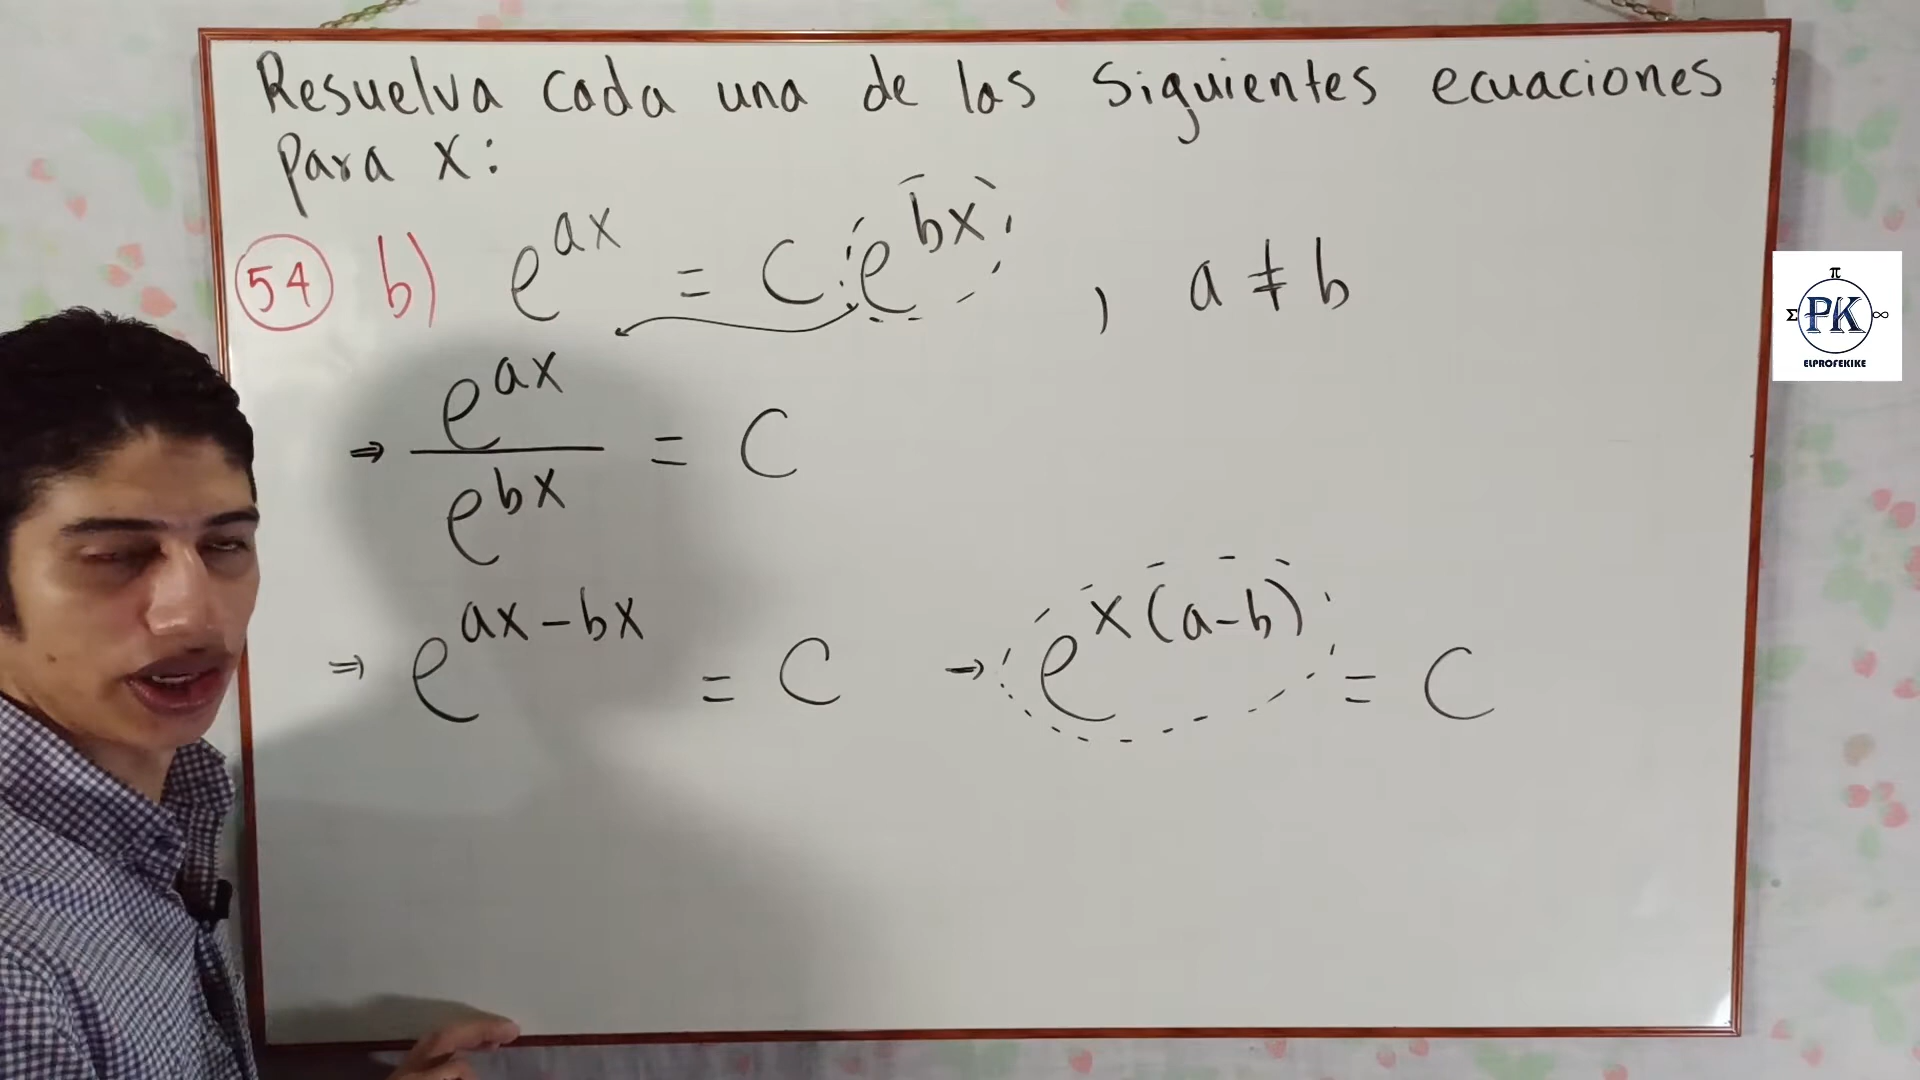 Resuelva cada una de las siguientes ecuaciones
para x:
54 b) e^{ax} = C e^{bx} , a ≠ b
⇒ e^{ax} / e^{bx} = C
⇒ e^{ax-bx} = C → e^{x(a-b)} = C
π
Σ PK ∞
ElPROFEKIKE